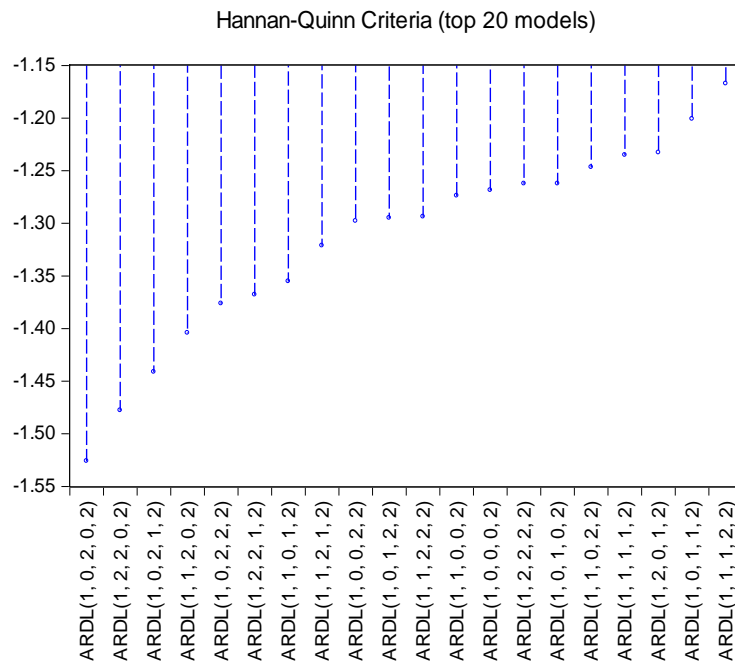 Hannan-Quinn Criteria (top 20 models)
-1.15
-1.20
-1.25
-1.30
-1.35
-1.40
-1.45
-1.50
-1.55
ARDL(1, 0, 2, 0, 2)
ARDL(1, 2, 2, 0, 2)
ARDL(1, 0, 2, 1, 2)
ARDL(1, 1, 2, 0, 2)
ARDL(1, 0, 2, 2, 2)
ARDL(1, 2, 2, 1, 2)
ARDL(1, 1, 0, 1, 2)
ARDL(1, 1, 2, 1, 2)
ARDL(1, 0, 0, 2, 2)
ARDL(1, 0, 1, 2, 2)
ARDL(1, 1, 2, 2, 2)
ARDL(1, 1, 0, 0, 2)
ARDL(1, 0, 0, 0, 2)
ARDL(1, 2, 2, 2, 2)
ARDL(1, 0, 1, 0, 2)
ARDL(1, 1, 0, 2, 2)
ARDL(1, 1, 1, 1, 2)
ARDL(1, 2, 0, 1, 2)
ARDL(1, 0, 1, 1, 2)
ARDL(1, 1, 1, 2, 2)